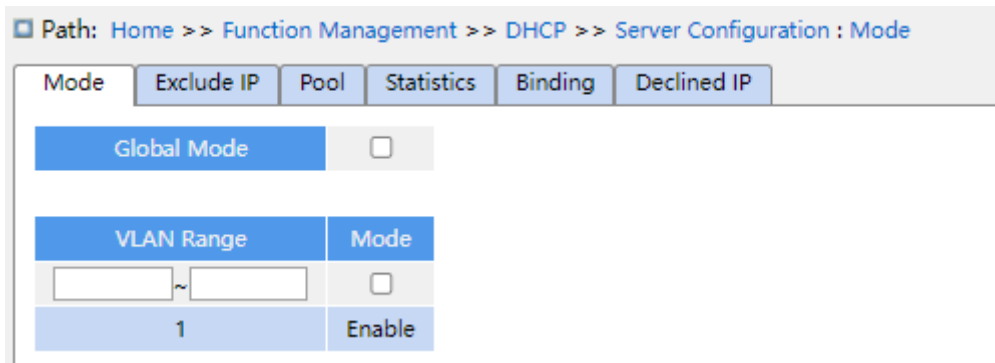 Path: Home >> Function Management >> DHCP >> Server Configuration : Mode
Mode Exclude IP Pool Statistics Binding Declined IP
Global Mode
VLAN Range Mode
~
1 Enable